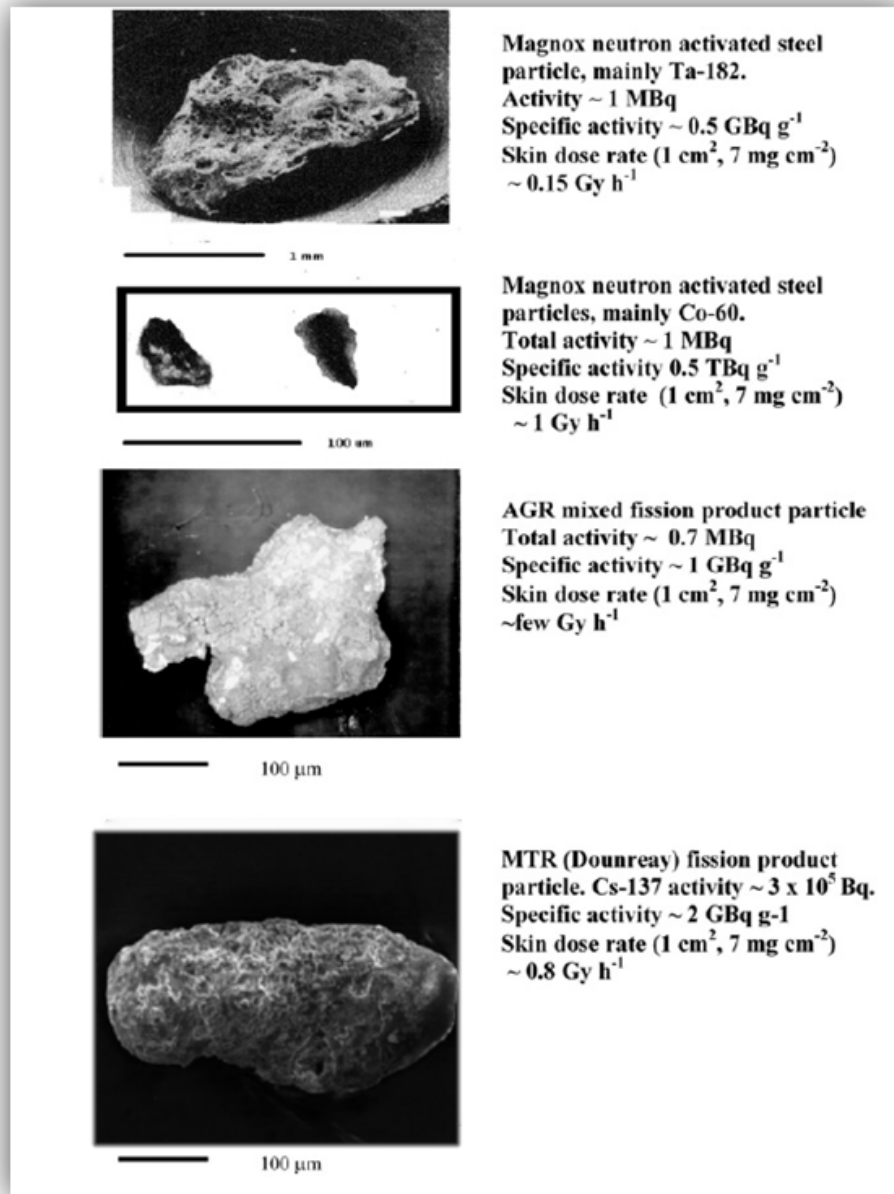 Magnox neutron activated steel
particle, mainly Ta-182.
Activity ~ 1 MBq
Specific activity ~ 0.5 GBq g⁻¹
Skin dose rate (1 cm², 7 mg cm⁻²)
~ 0.15 Gy h⁻¹
1 mm
Magnox neutron activated steel
particles, mainly Co-60.
Total activity ~ 1 MBq
Specific activity 0.5 TBq g⁻¹
Skin dose rate (1 cm², 7 mg cm⁻²)
~ 1 Gy h⁻¹
100 um
AGR mixed fission product particle
Total activity ~ 0.7 MBq
Specific activity ~ 1 GBq g⁻¹
Skin dose rate (1 cm², 7 mg cm⁻²)
~few Gy h⁻¹
100 μm
MTR (Dounreay) fission product
particle. Cs-137 activity ~ 3 x 10⁵ Bq.
Specific activity ~ 2 GBq g-1
Skin dose rate (1 cm², 7 mg cm⁻²)
~ 0.8 Gy h⁻¹
100 μm